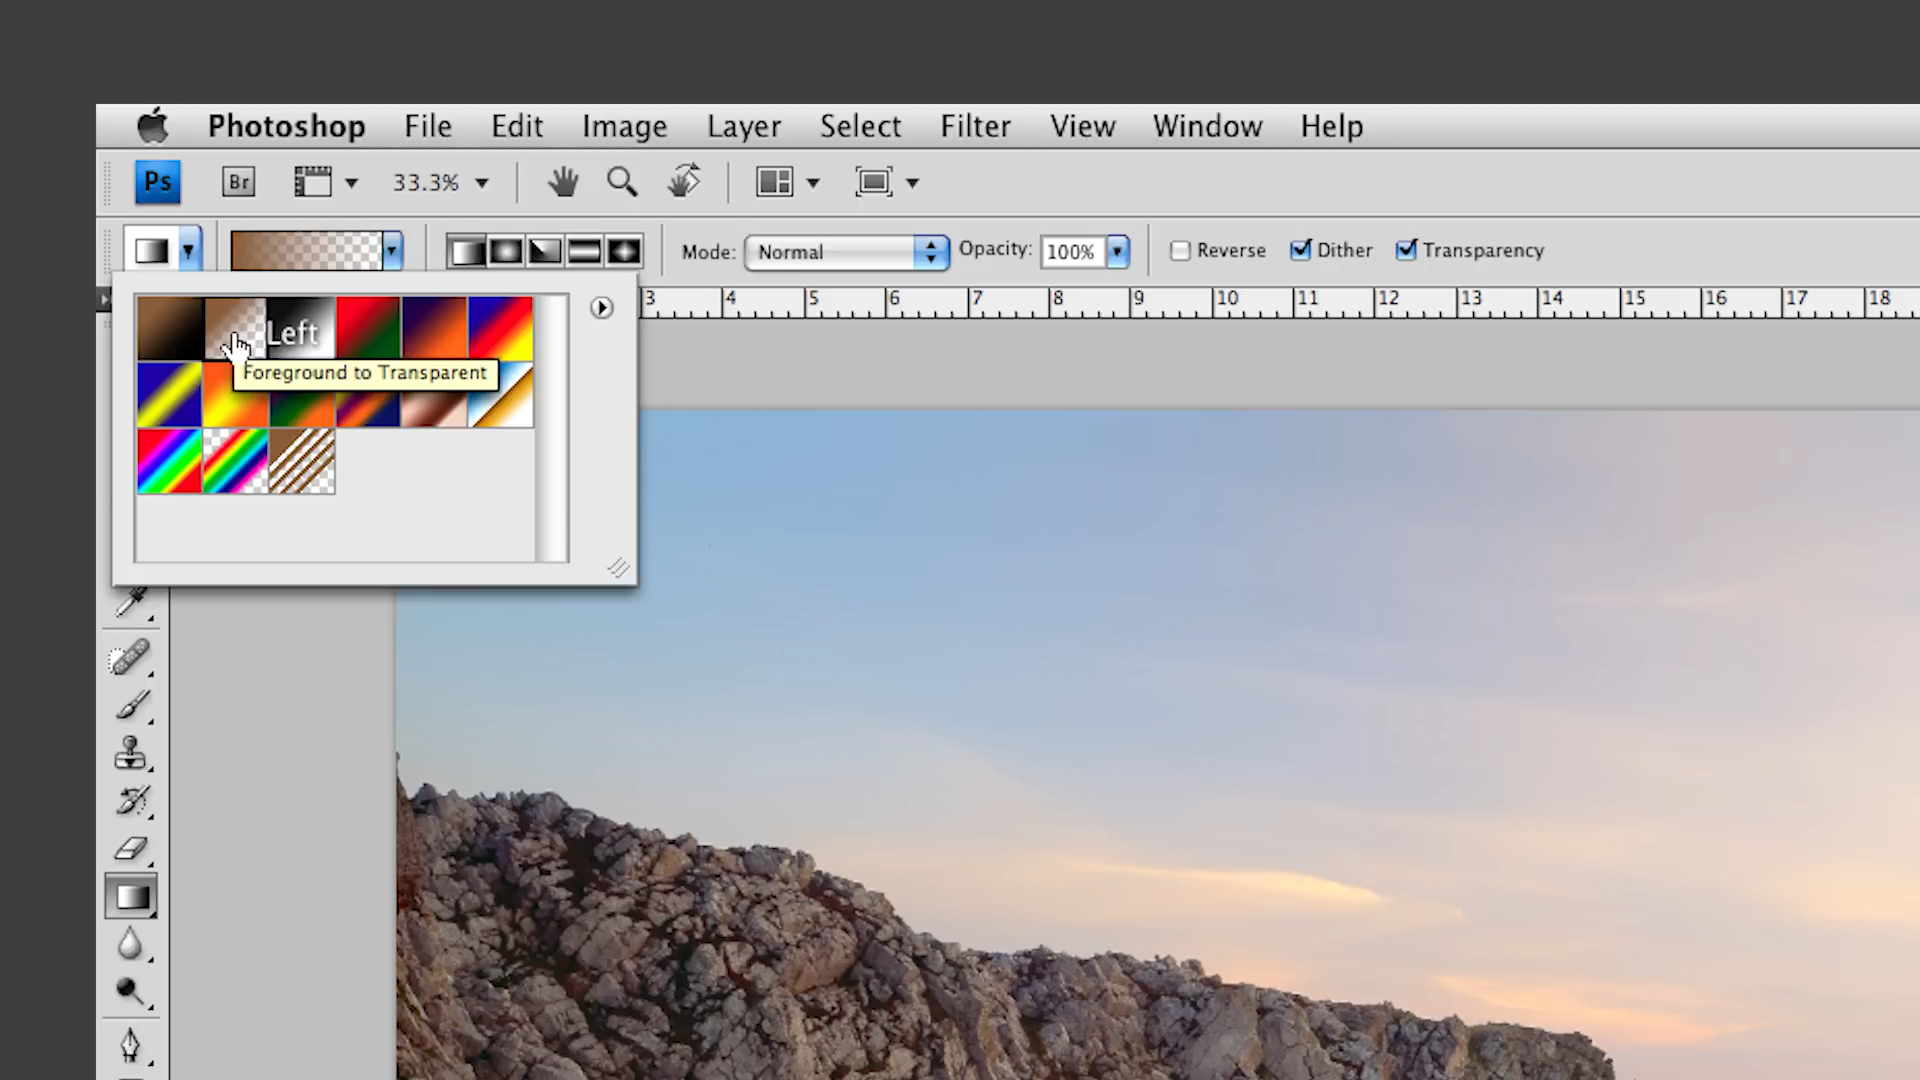 Photoshop File Edit Image Layer Select Filter View Window Help
Ps Br 33.3%
Mode: Normal Opacity: 100% Reverse Dither Transparency
3 4 5 6 7 8 9 10 11 12 13 14 15 16 17 18
Left
Foreground to Transparent